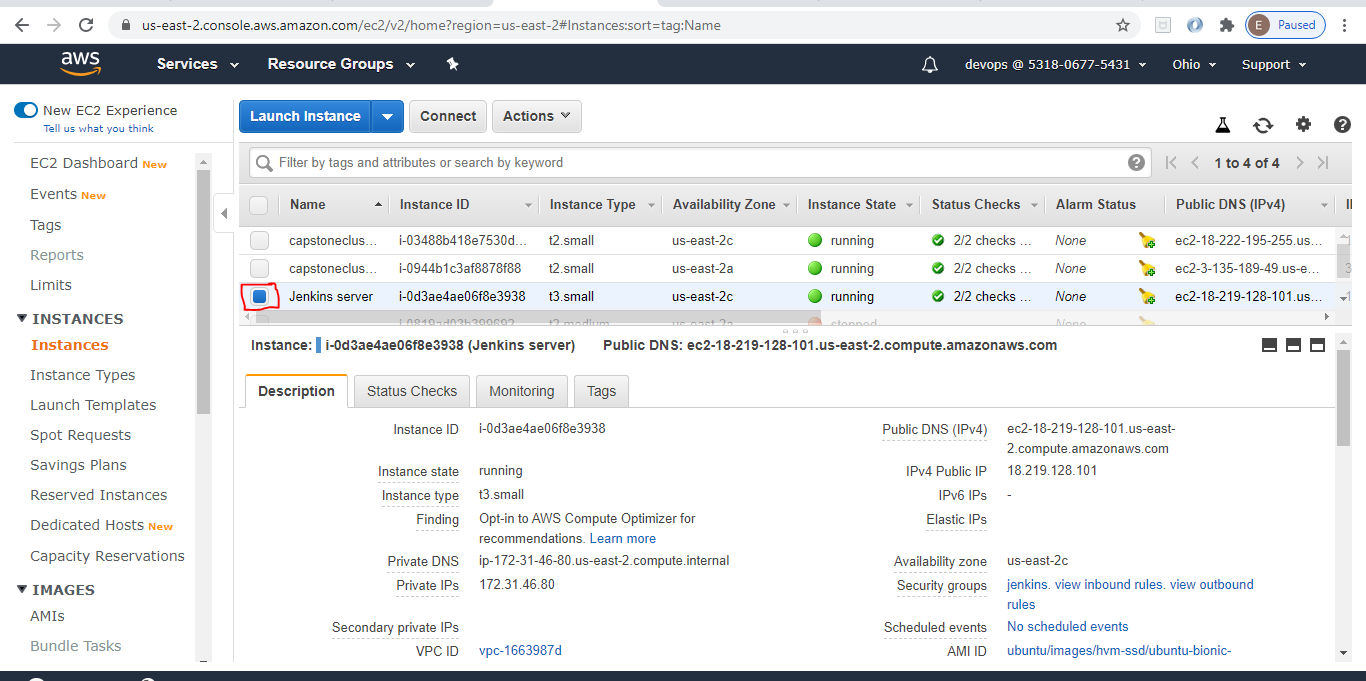 us-east-2.console.aws.amazon.com/ec2/v2/home?region=us-east-2#Instances:sort=tag:Name
E Paused
aws Services Resource Groups devops @ 5318-0677-5431 Ohio Support
New EC2 Experience
Tell us what you think
EC2 Dashboard New
Events New
Tags
Reports
Limits
INSTANCES
Instances
Instance Types
Launch Templates
Spot Requests
Savings Plans
Reserved Instances
Dedicated Hosts New
Capacity Reservations
IMAGES
AMIs
Bundle Tasks
Launch Instance Connect Actions
Filter by tags and attributes or search by keyword
1 to 4 of 4
Name Instance ID Instance Type Availability Zone Instance State Status Checks Alarm Status Public DNS (IPv4)
capstoneclus... i-03488b418e7530d... t2.small us-east-2c running 2/2 checks ... None ec2-18-222-195-255.us...
capstoneclus... i-0944b1c3af8878f88 t2.small us-east-2a running 2/2 checks ... None ec2-3-135-189-49.us-e...
Jenkins server i-0d3ae4ae06f8e3938 t3.small us-east-2c running 2/2 checks ... None ec2-18-219-128-101.us...
t2.medium us-east-2a stopped None
Instance: i-0d3ae4ae06f8e3938 (Jenkins server) Public DNS: ec2-18-219-128-101.us-east-2.compute.amazonaws.com
Description Status Checks Monitoring Tags
Instance ID i-0d3ae4ae06f8e3938
Instance state running
Instance type t3.small
Finding Opt-in to AWS Compute Optimizer for
recommendations. Learn more
Private DNS ip-172-31-46-80.us-east-2.compute.internal
Private IPs 172.31.46.80
Secondary private IPs
VPC ID vpc-1663987d
Public DNS (IPv4) ec2-18-219-128-101.us-east-
2.compute.amazonaws.com
IPv4 Public IP 18.219.128.101
IPv6 IPs -
Elastic IPs
Availability zone us-east-2c
Security groups jenkins. view inbound rules. view outbound
rules
Scheduled events No scheduled events
AMI ID ubuntu/images/hvm-ssd/ubuntu-bionic-